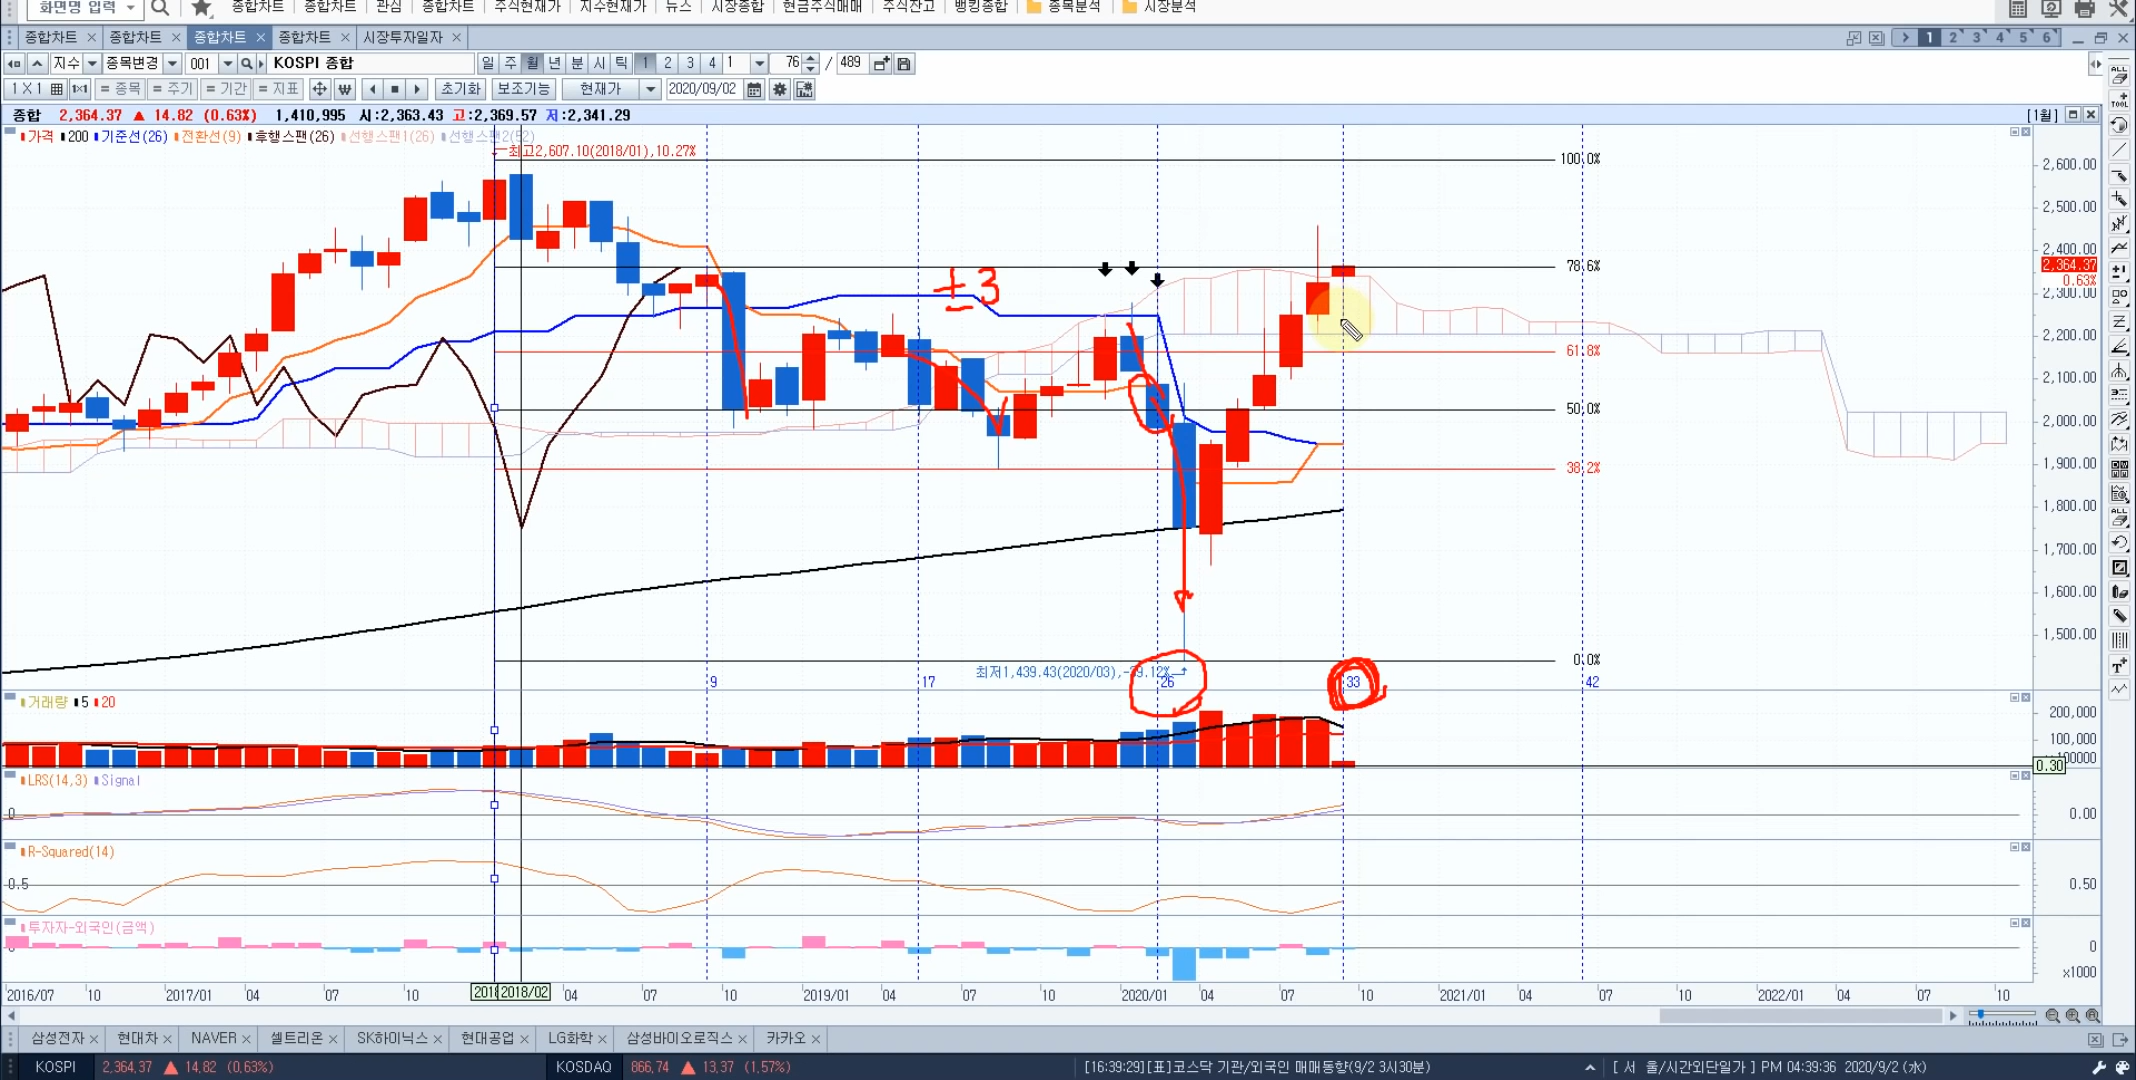 화면명 입력 종합차트 종합차트 관심 종합차트 주식현재가 지수현재가 뉴스 시장종합 현금주식매매 주식잔고 뱅킹종합 종목분석 시장분석
종합차트 × 종합차트 × 종합차트 × 종합차트 × 시장투자일자 × 1 2 3 4 5 6
지수 종목변경 001 KOSPI 종합 일 주 월 년 분 시 틱 1 2 3 4 1 76 / 489
1 X 1 = 종목 = 주기 = 기간 = 지표 ₩ 초기화 보조기능 현재가 2020/09/02
종합 2,364.37 ▲ 14.82 (0.63%) 1,410,995 시:2,363.43 고:2,369.57 저:2,341.29 [1월]
가격 200 기준선(26) 전환선(9) 후행스팬(26) 선행스팬1(26) 선행스팬2(52)
최고2,607.10(2018/01),10.27%
100.0%
2,600.00
2,500.00
2,400.00
78.6%
2,364.37
0.63%
±3
2,300.00
2,200.00
61.8%
2,100.00
50.0%
2,000.00
38.2%
1,900.00
1,800.00
1,700.00
1,600.00
1,500.00
0.0%
최저1,439.43(2020/03),-39.12%
9 17 26 33 42
거래량 5 20
200,000
100,000
0.30
LRS(14,3) Signal
0 0.00
R-Squared(14)
0.5 0.50
투자자-외국인(금액)
0
x1000
2016/07 10 2017/01 04 07 10 2018/02 04 07 10 2019/01 04 07 10 2020/01 04 07 10 2021/01 04 07 10 2022/01 04 07 10
삼성전자 × 현대차 × NAVER × 셀트리온 × SK하이닉스 × 현대공업 × LG화학 × 삼성바이오로직스 × 카카오 ×
KOSPI 2,364.37 ▲ 14.82 (0.63%) KOSDAQ 866.74 ▲ 13.37 (1.57%) [16:39:29][표]코스닥 기관/외국인 매매동향(9/2 3시30분) [ 서 울/시간외단일가 ] PM 04:39:36 2020/9/2 (水)